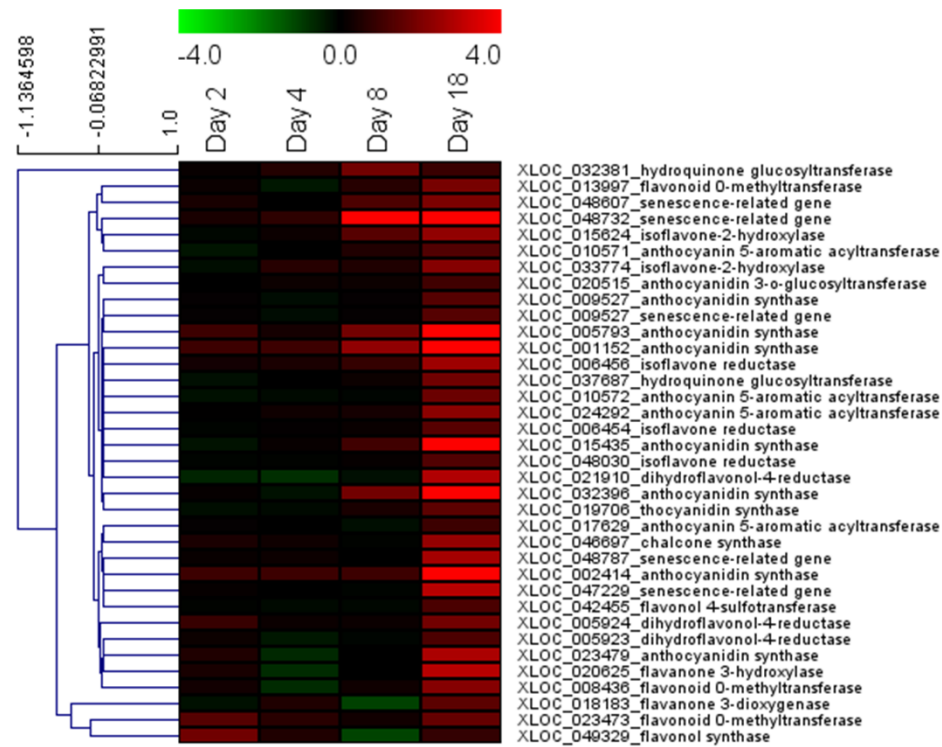 -4.0 0.0 4.0
-1.1364598 -0.06822991 1.0
Day 2 Day 4 Day 8 Day 18
XLOC_032381_hydroquinone glucosyltransferase
XLOC_013997_flavonoid 0-methyltransferase
XLOC_048607_senescence-related gene
XLOC_048732_senescence-related gene
XLOC_015624_isoflavone-2-hydroxylase
XLOC_010571_anthocyanin 5-aromatic acyltransferase
XLOC_033774_isoflavone-2-hydroxylase
XLOC_020515_anthocyanidin 3-o-glucosyltransferase
XLOC_009527_anthocyanidin synthase
XLOC_009527_senescence-related gene
XLOC_005793_anthocyanidin synthase
XLOC_001152_anthocyanidin synthase
XLOC_006456_isoflavone reductase
XLOC_037687_hydroquinone glucosyltransferase
XLOC_010572_anthocyanin 5-aromatic acyltransferase
XLOC_024292_anthocyanin 5-aromatic acyltransferase
XLOC_006454_isoflavone reductase
XLOC_015435_anthocyanidin synthase
XLOC_048030_isoflavone reductase
XLOC_021910_dihydroflavonol-4-reductase
XLOC_032396_anthocyanidin synthase
XLOC_019706_thocyanidin synthase
XLOC_017629_anthocyanin 5-aromatic acyltransferase
XLOC_046697_chalcone synthase
XLOC_048787_senescence-related gene
XLOC_002414_anthocyanidin synthase
XLOC_047229_senescence-related gene
XLOC_042455_flavonol 4-sulfotransferase
XLOC_005924_dihydroflavonol-4-reductase
XLOC_005923_dihydroflavonol-4-reductase
XLOC_023479_anthocyanidin synthase
XLOC_020625_flavanone 3-hydroxylase
XLOC_008436_flavonoid 0-methyltransferase
XLOC_018183_flavanone 3-dioxygenase
XLOC_023473_flavonoid 0-methyltransferase
XLOC_049329_flavonol synthase